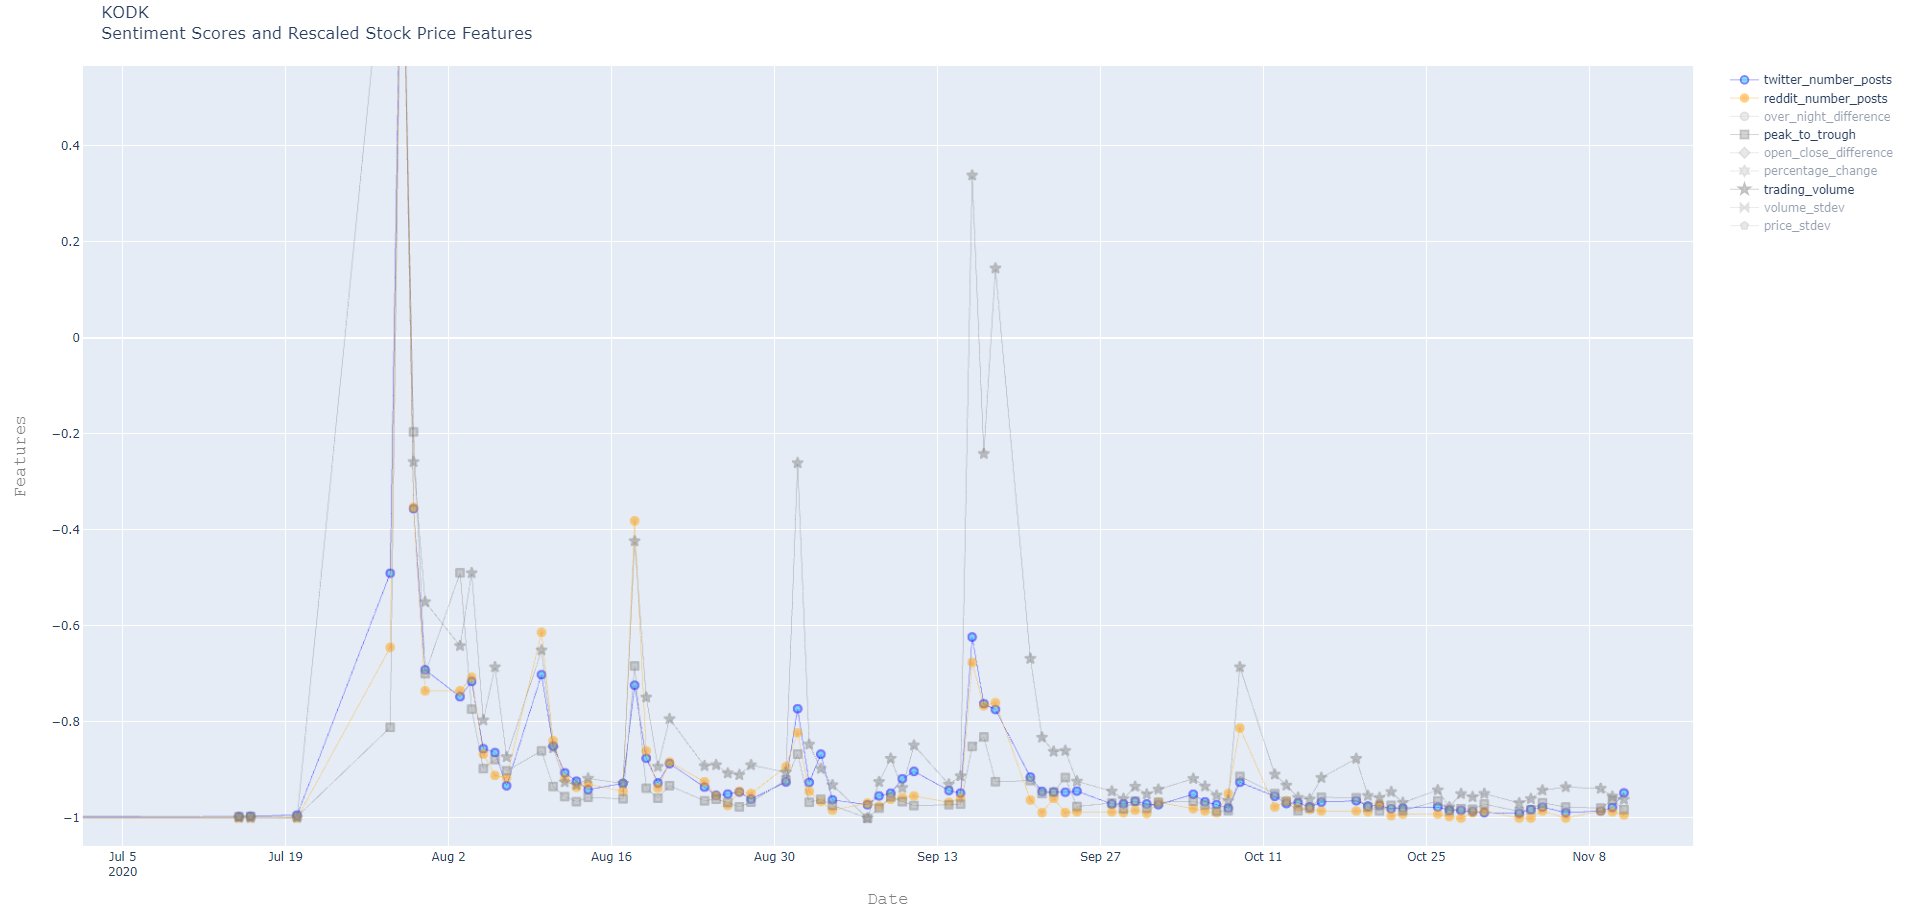 KODK
Sentiment Scores and Rescaled Stock Price Features
twitter_number_posts
reddit_number_posts
over_night_difference
peak_to_trough
open_close_difference
percentage_change
trading_volume
volume_stdev
price_stdev
0.4
0.2
0
−0.2
−0.4
−0.6
−0.8
−1
Features
Jul 5 Jul 19 Aug 2 Aug 16 Aug 30 Sep 13 Sep 27 Oct 11 Oct 25 Nov 8
2020
Date